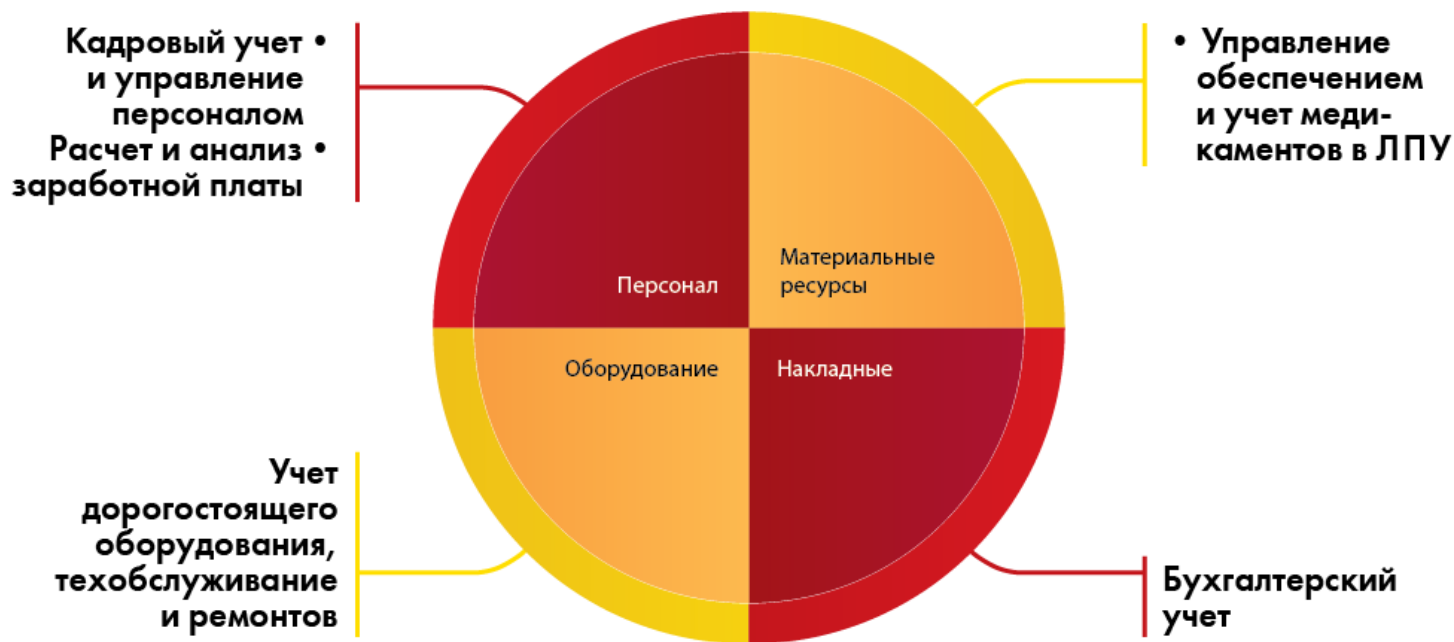 Кадровый учет •
и управление
персоналом
Расчет и анализ •
заработной платы
• Управление
обеспечением
и учет меди-
каментов в ЛПУ
Персонал
Материальные
ресурсы
Оборудование
Накладные
Учет
дорогостоящего
оборудования,
техобслуживание
и ремонтов
Бухгалтерский
учет